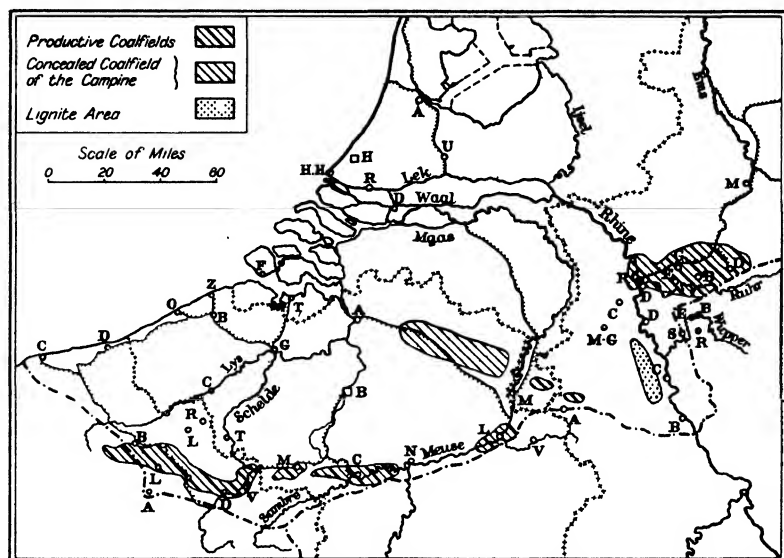 Productive Coalfields
Concealed Coalfield
of the Campine
Lignite Area
Scale of Miles
0 20 40 60
A
Ems
Ijsel
H
U
H.H.
R
Lek
M
D
Waal
Rhine
Maas
F
Z
O
B
T
A
D
C
Lys
G
Ruhr
D
B
E
D
C
M·G
S
R
Wupper
C
R
L
Schelde
B
T
M
C
A
B
B
M
C
N
Meuse
L
V
L
A
D
V
Sambre